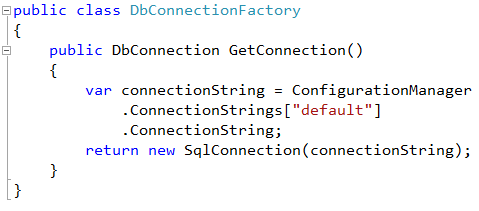 public class DbConnectionFactory
{
    public DbConnection GetConnection()
    {
        var connectionString = ConfigurationManager
            .ConnectionStrings["default"]
            .ConnectionString;
        return new SqlConnection(connectionString);
    }
}